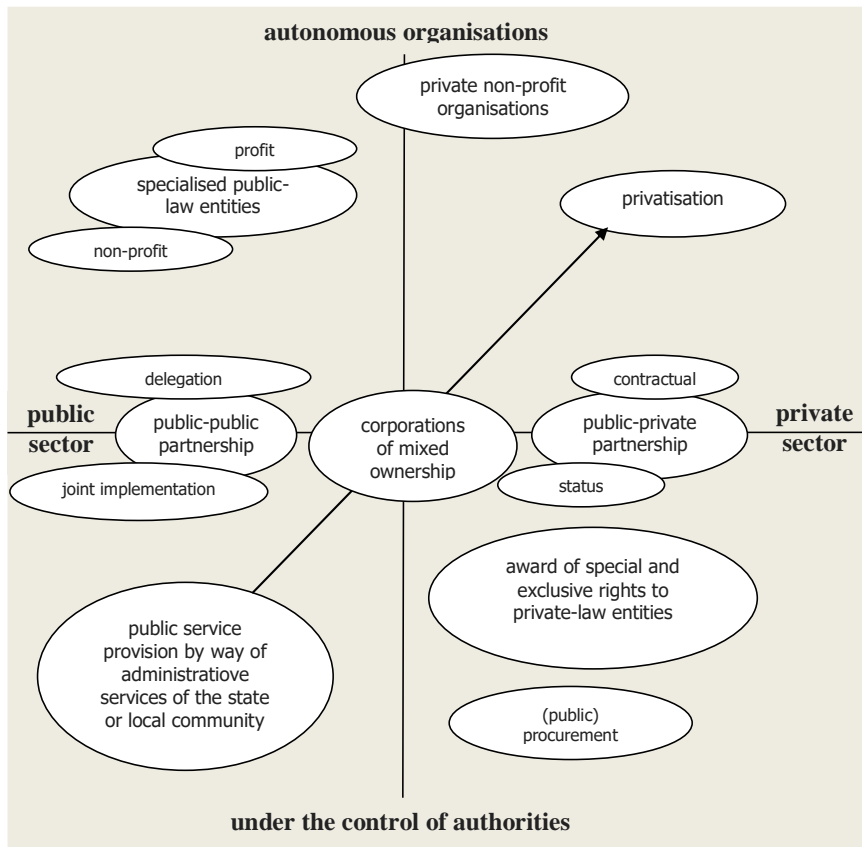 autonomous organisations
private non-profit
organisations
profit
specialised public-
law entities
non-profit
privatisation
delegation
contractual
public
sector
public-public
partnership
corporations
of mixed
ownership
public-private
partnership
private
sector
joint implementation
status
award of special and
exclusive rights to
private-law entities
public service
provision by way of
administratiove
services of the state
or local community
(public)
procurement
under the control of authorities